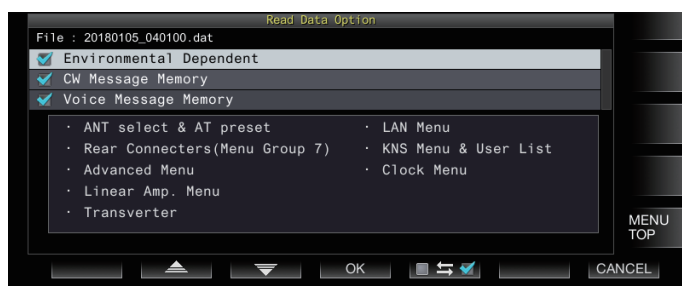 Read Data Option
File : 20180105_040100.dat
Environmental Dependent
CW Message Memory
Voice Message Memory
· ANT select & AT preset
· Rear Connecters(Menu Group 7)
· Advanced Menu
· Linear Amp. Menu
· Transverter
· LAN Menu
· KNS Menu & User List
· Clock Menu
MENU
TOP
OK
CANCEL